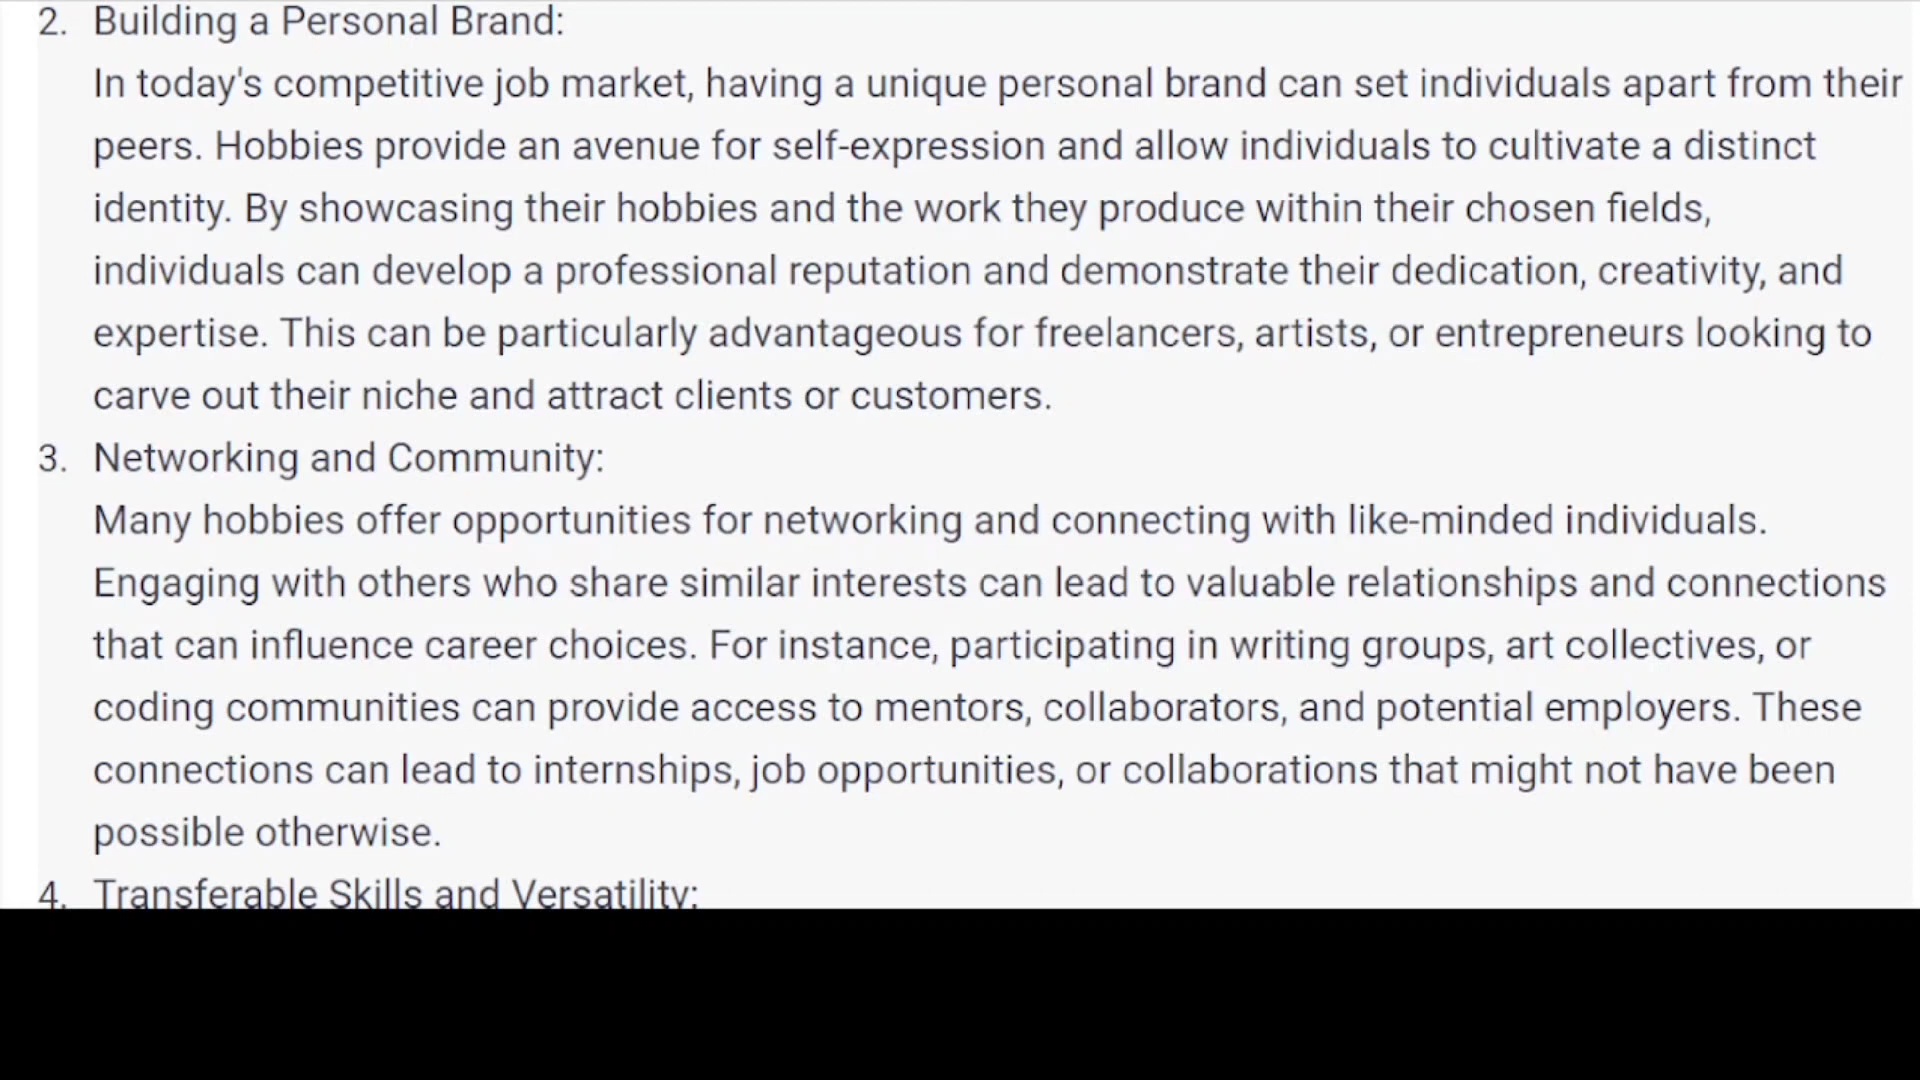 2. Building a Personal Brand:
In today's competitive job market, having a unique personal brand can set individuals apart from their
peers. Hobbies provide an avenue for self-expression and allow individuals to cultivate a distinct
identity. By showcasing their hobbies and the work they produce within their chosen fields,
individuals can develop a professional reputation and demonstrate their dedication, creativity, and
expertise. This can be particularly advantageous for freelancers, artists, or entrepreneurs looking to
carve out their niche and attract clients or customers.
3. Networking and Community:
Many hobbies offer opportunities for networking and connecting with like-minded individuals.
Engaging with others who share similar interests can lead to valuable relationships and connections
that can influence career choices. For instance, participating in writing groups, art collectives, or
coding communities can provide access to mentors, collaborators, and potential employers. These
connections can lead to internships, job opportunities, or collaborations that might not have been
possible otherwise.
4. Transferable Skills and Versatility: